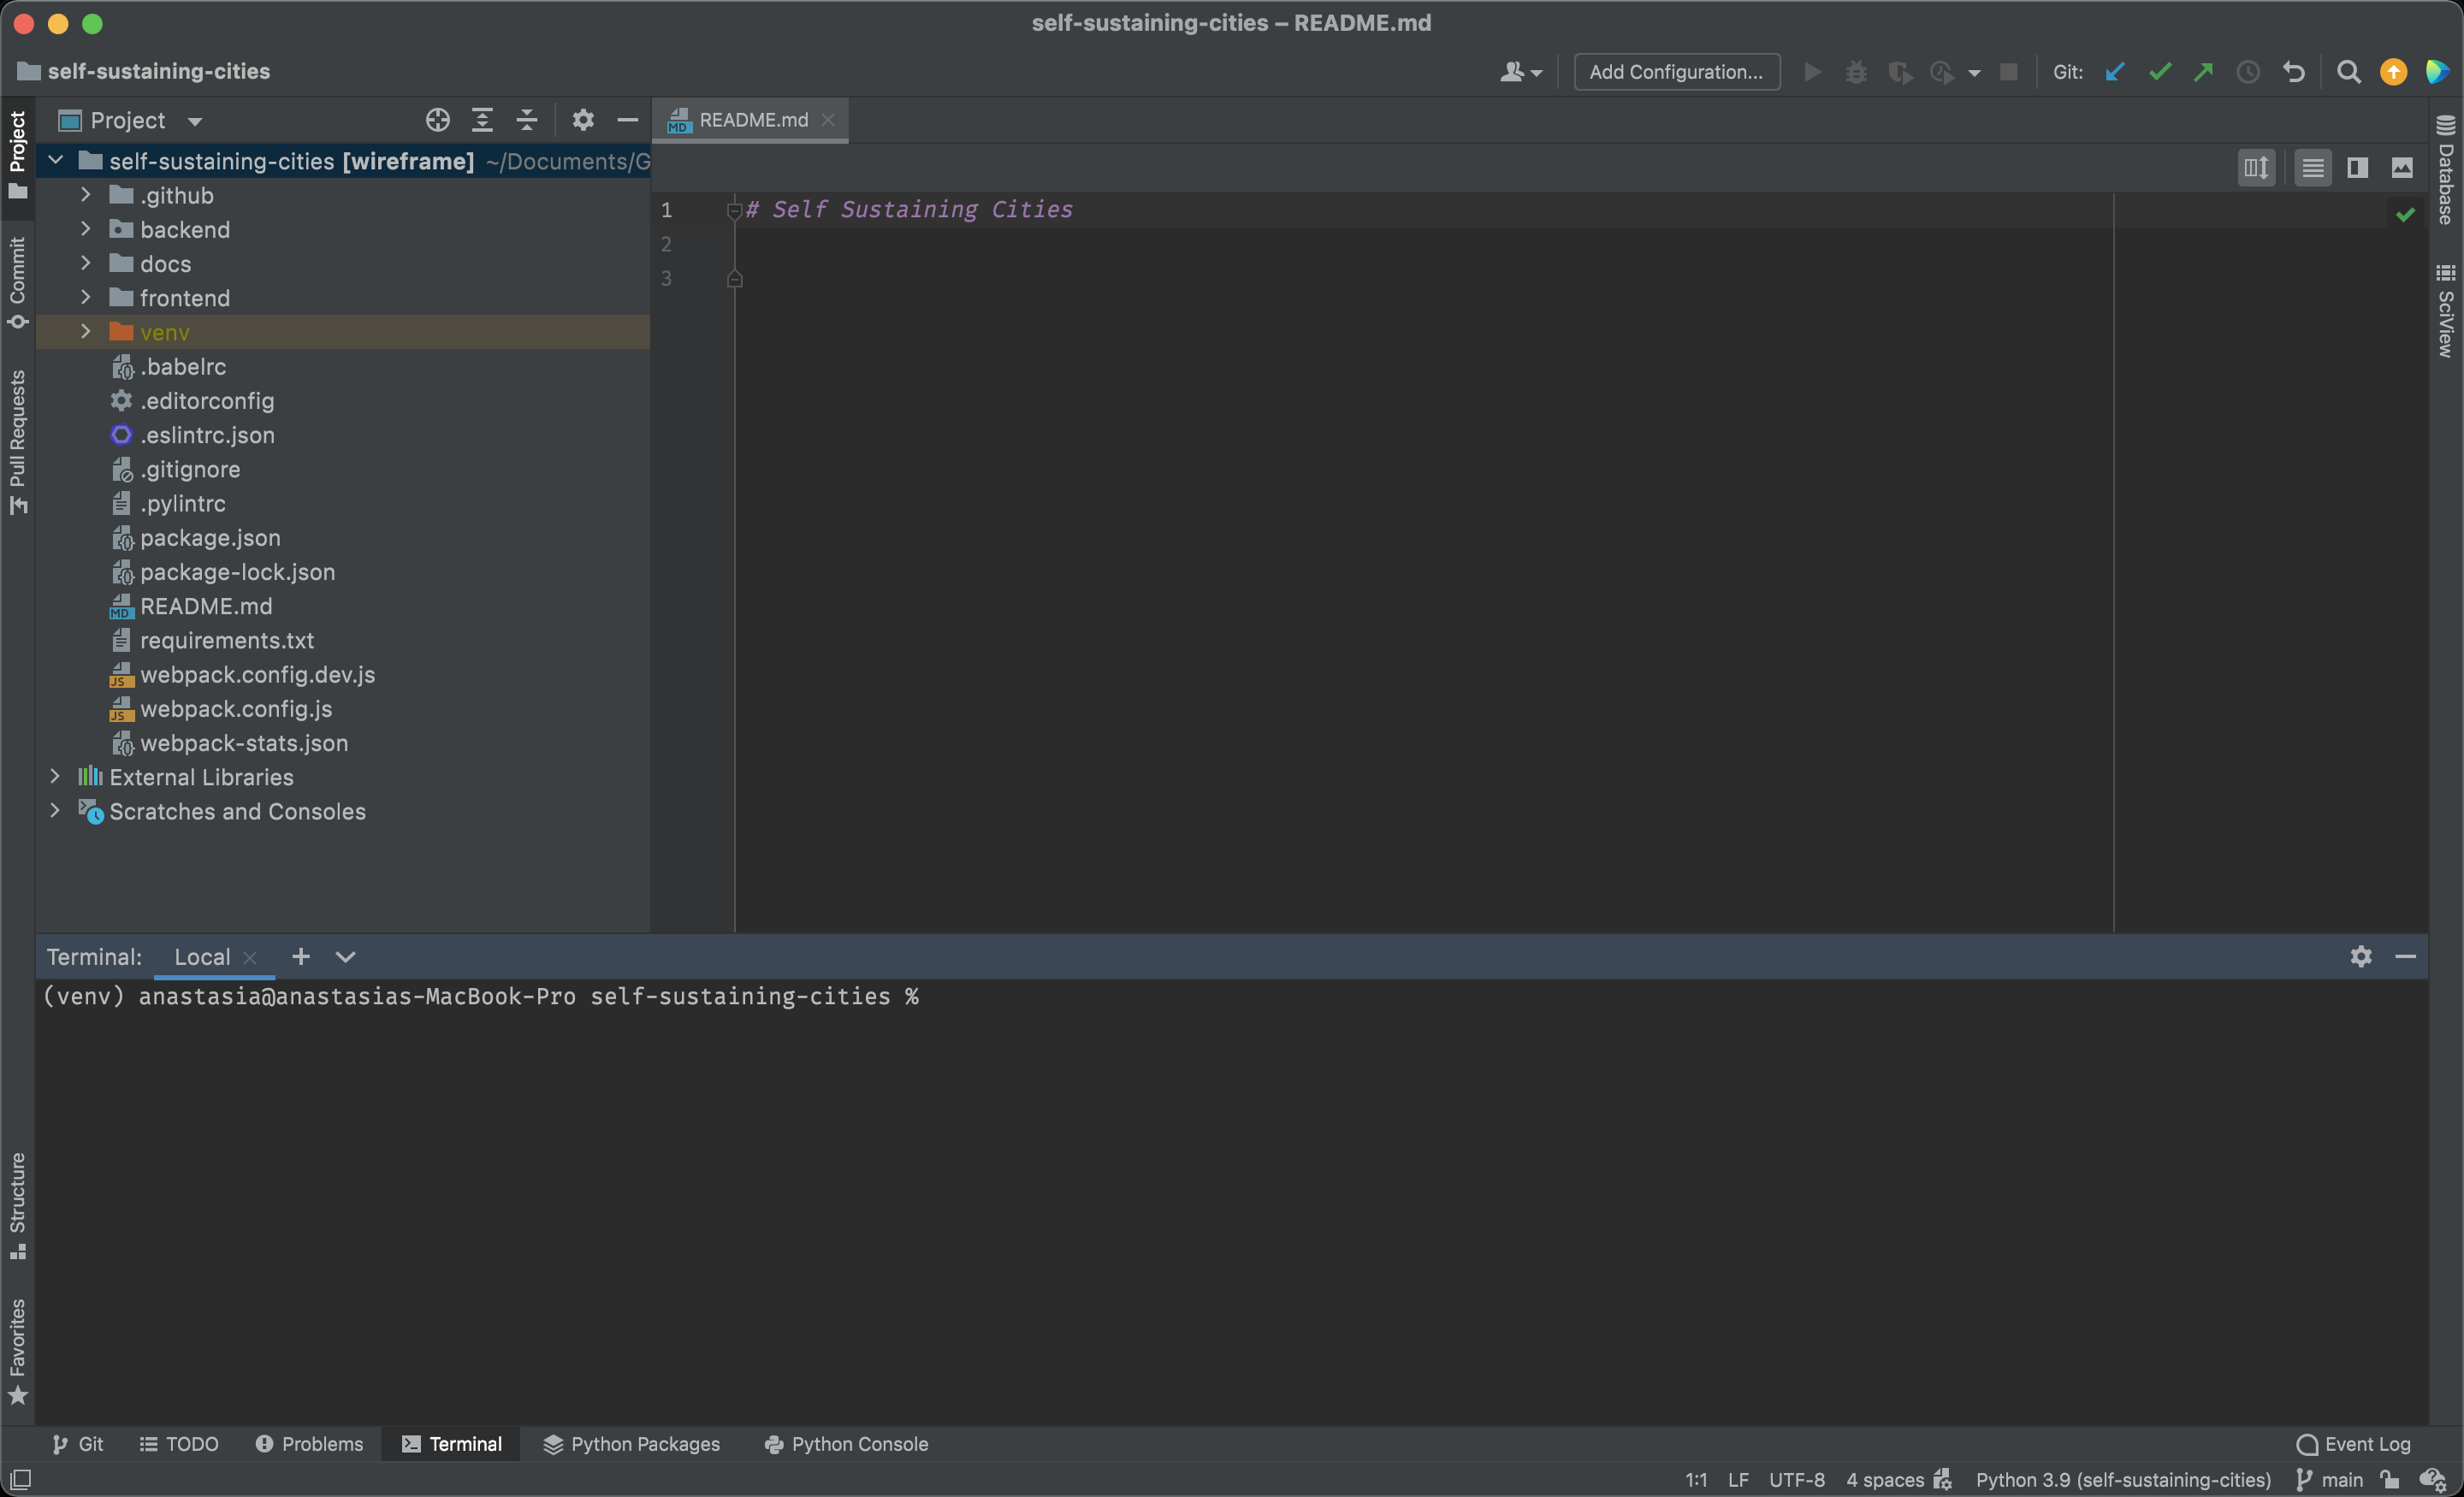 self-sustaining-cities – README.md
self-sustaining-cities
Add Configuration...
Git:
Project
README.md
self-sustaining-cities [wireframe] ~/Documents/G
.github
backend
docs
frontend
venv
.babelrc
.editorconfig
.eslintrc.json
.gitignore
.pylintrc
package.json
package-lock.json
README.md
requirements.txt
webpack.config.dev.js
webpack.config.js
webpack-stats.json
External Libraries
Scratches and Consoles
Project
Commit
Pull Requests
Structure
Favorites
1 # Self Sustaining Cities
2
3
Database
SciView
Terminal: Local
(venv) anastasia@anastasias-MacBook-Pro self-sustaining-cities %
Git TODO Problems Terminal Python Packages Python Console Event Log
1:1 LF UTF-8 4 spaces Python 3.9 (self-sustaining-cities) main